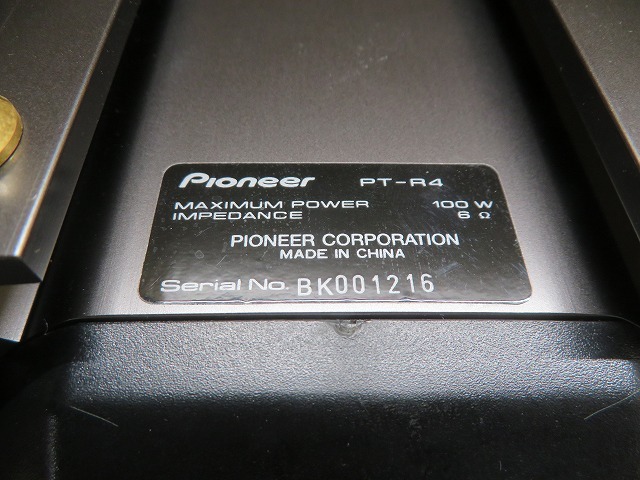 Pioneer PT-R4
MAXIMUM POWER 100 W
IMPEDANCE 6 Ω
PIONEER CORPORATION
MADE IN CHINA
Serial No. BK001216